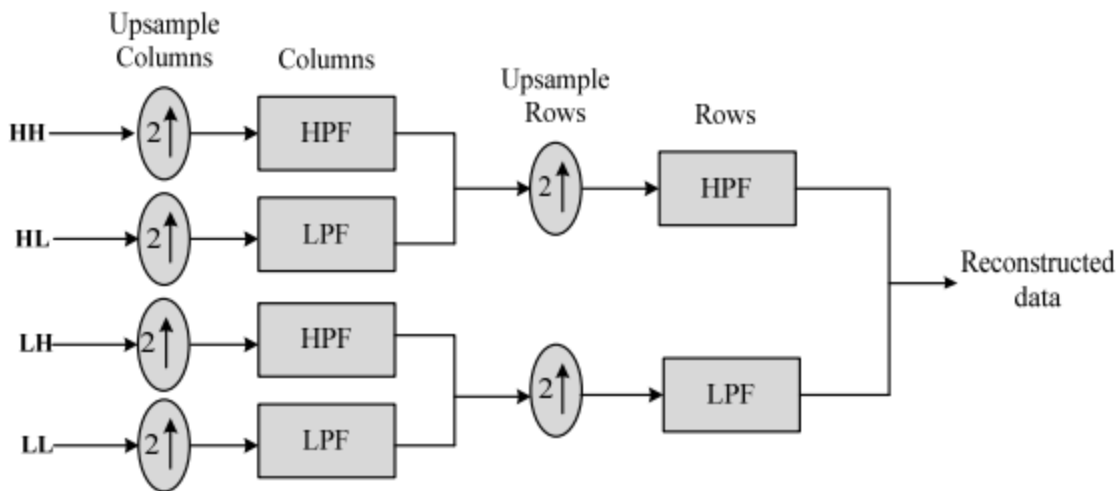 Upsample
Columns
Columns
Upsample
Rows
Rows
HH
2
HPF
HL
2
LPF
2
HPF
LH
2
HPF
LL
2
LPF
2
LPF
Reconstructed
data